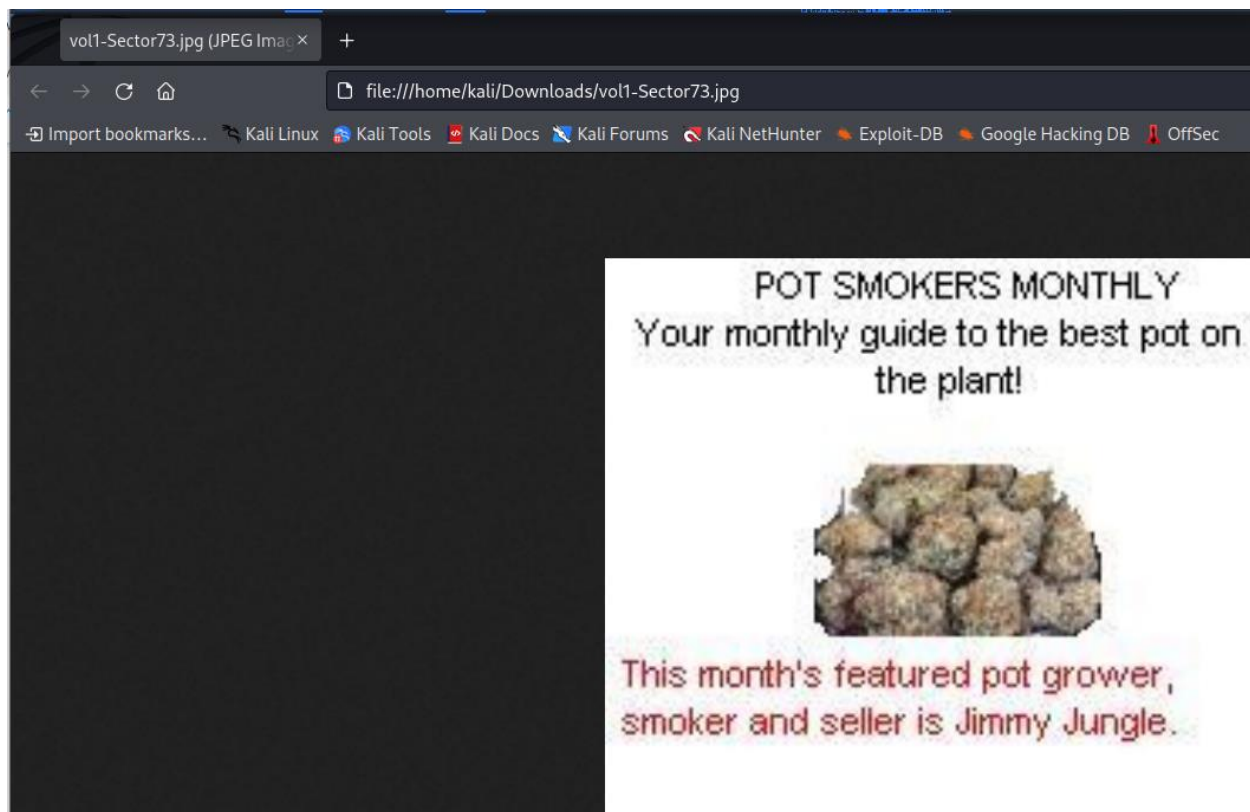 vol1-Sector73.jpg (JPEG Imag
file:///home/kali/Downloads/vol1-Sector73.jpg
Import bookmarks... Kali Linux Kali Tools Kali Docs Kali Forums Kali NetHunter Exploit-DB Google Hacking DB OffSec
POT SMOKERS MONTHLY
Your monthly guide to the best pot on
the plant!
This month's featured pot grower,
smoker and seller is Jimmy Jungle.